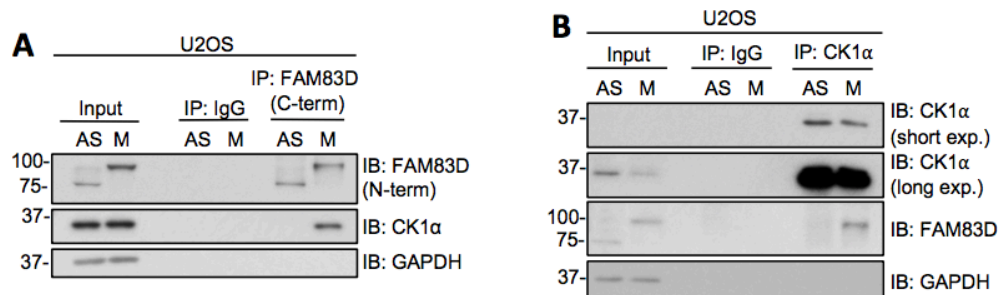 A
U2OS
Input
IP: IgG
IP: FAM83D
(C-term)
AS M AS M AS M
100-
75-
IB: FAM83D
(N-term)
37-
IB: CK1α
37-
IB: GAPDH
B
U2OS
Input
IP: IgG
IP: CK1α
AS M AS M AS M
37-
IB: CK1α
(short exp.)
37-
IB: CK1α
(long exp.)
100-
75-
IB: FAM83D
37-
IB: GAPDH